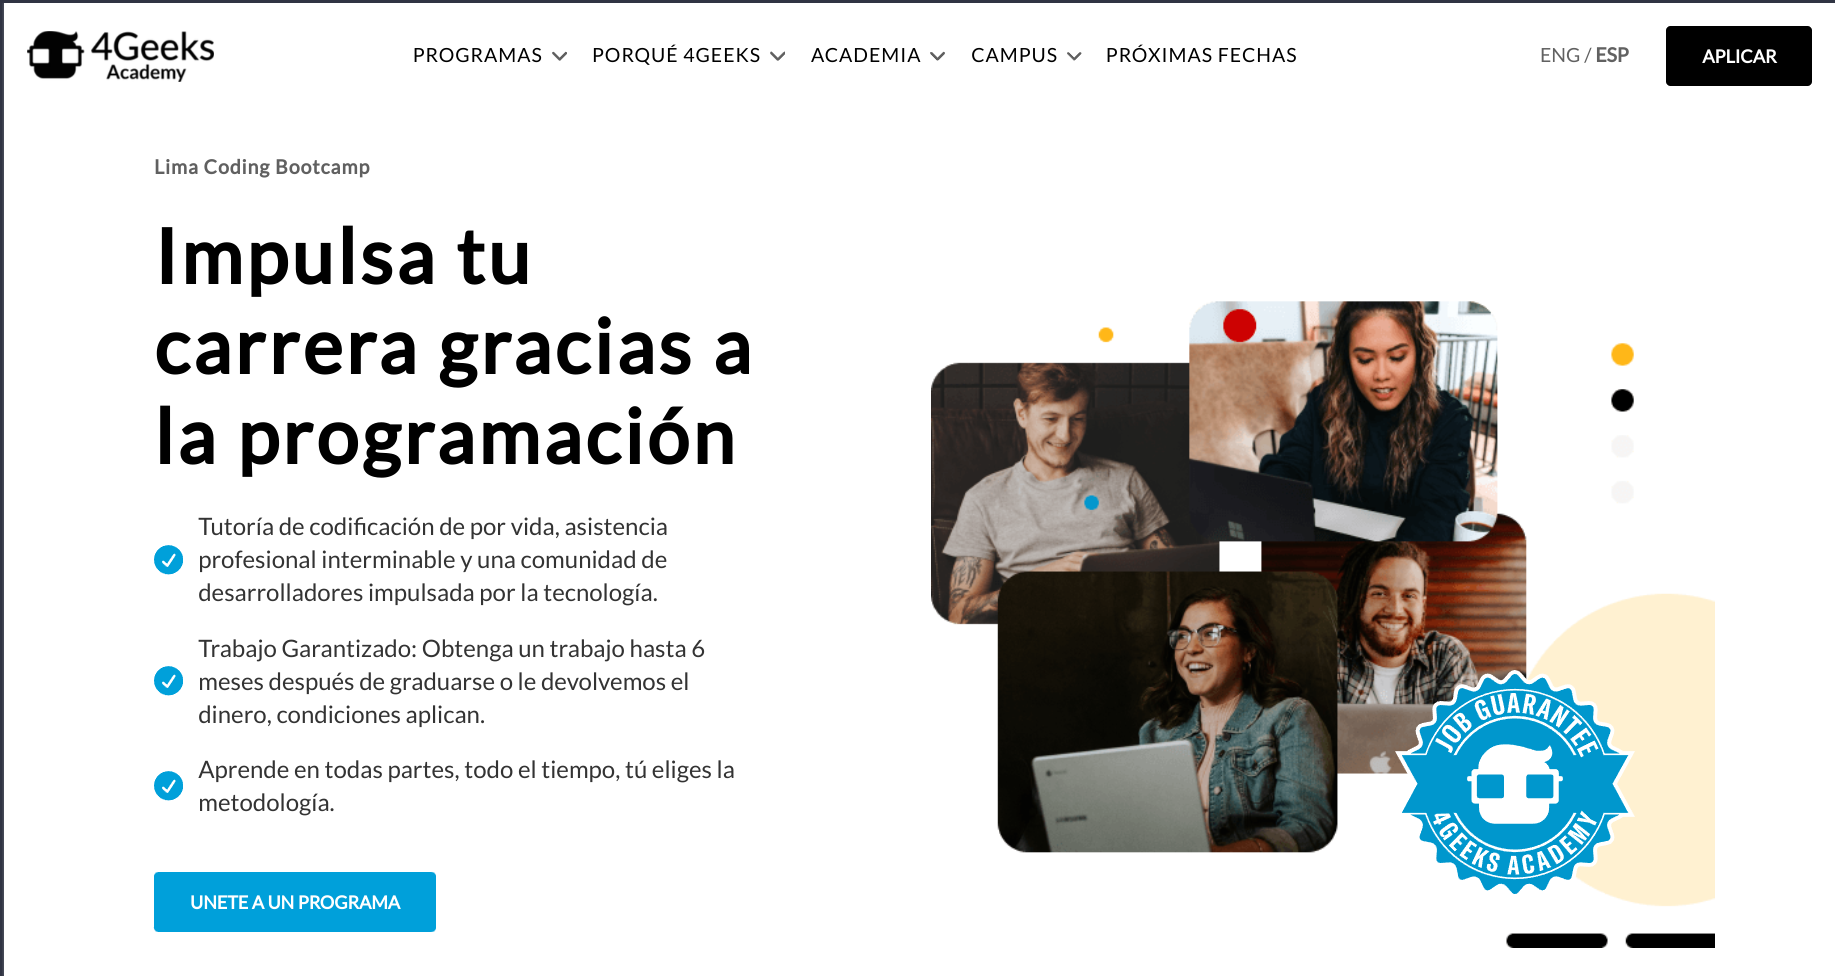 4Geeks
Academy
PROGRAMAS
PORQUÉ 4GEEKS
ACADEMIA
CAMPUS
PRÓXIMAS FECHAS
ENG / ESP
APLICAR
Lima Coding Bootcamp
Impulsa tu
carrera gracias a
la programación
Tutoría de codificación de por vida, asistencia
profesional interminable y una comunidad de
desarrolladores impulsada por la tecnología.
Trabajo Garantizado: Obtenga un trabajo hasta 6
meses después de graduarse o le devolvemos el
dinero, condiciones aplican.
Aprende en todas partes, todo el tiempo, tú eliges la
metodología.
UNETE A UN PROGRAMA
SAMSUNG
JOB GUARANTEE
4GEEKS ACADEMY